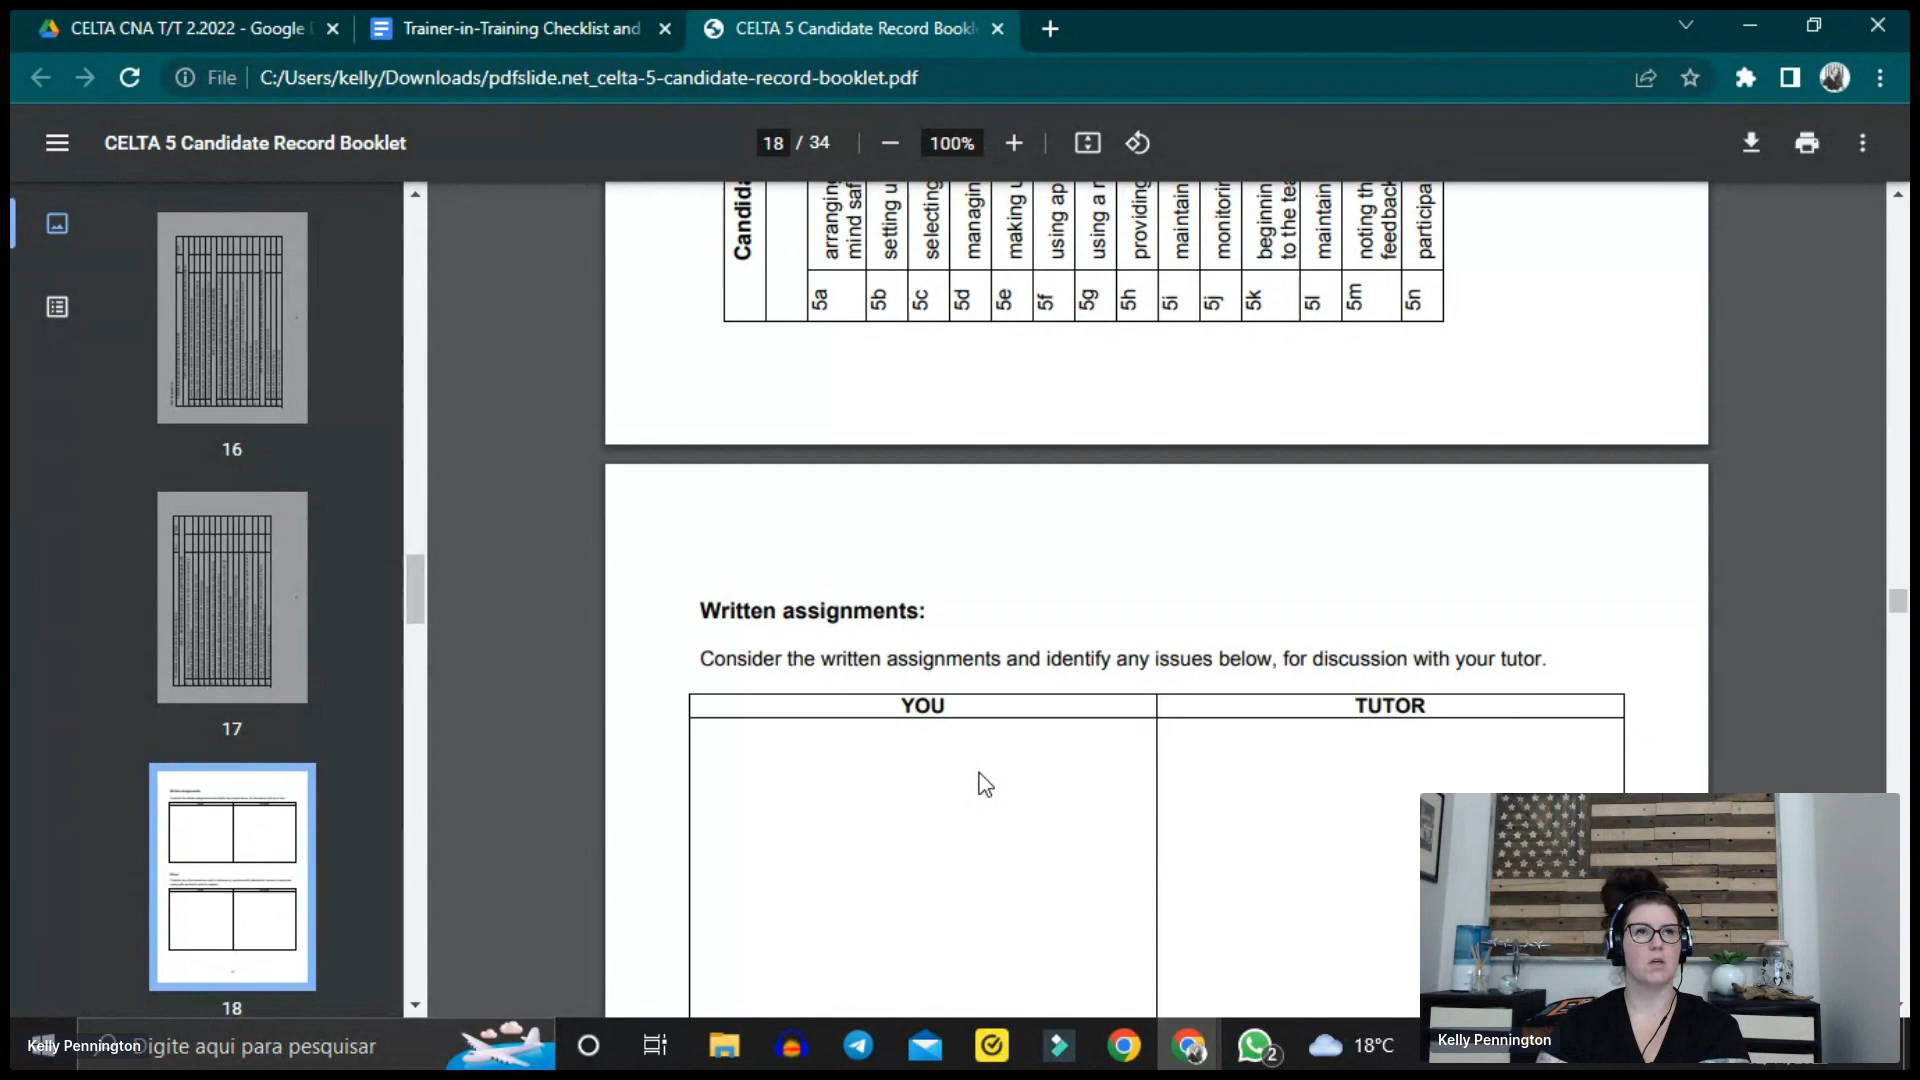 CELTA CNA T/T 2.2022 - Google
Trainer-in-Training Checklist and
CELTA 5 Candidate Record Bookl
File
C:/Users/kelly/Downloads/pdfslide.net_celta-5-candidate-record-booklet.pdf
CELTA 5 Candidate Record Booklet
18 / 34
100%
16
17
18
Candida
5a
arranging
mind saf
5b
setting u
5c
selecting
5d
managin
5e
making u
5f
using ap
5g
using a r
5h
providing
5i
maintain
5j
monitorin
5k
beginnin
to the tea
5l
maintain
5m
noting th
feedback
5n
participa
Written assignments:
Consider the written assignments and identify any issues below, for discussion with your tutor.
YOU
TUTOR
Kelly Pennington
Digite aqui para pesquisar
2
18°C
Kelly Pennington